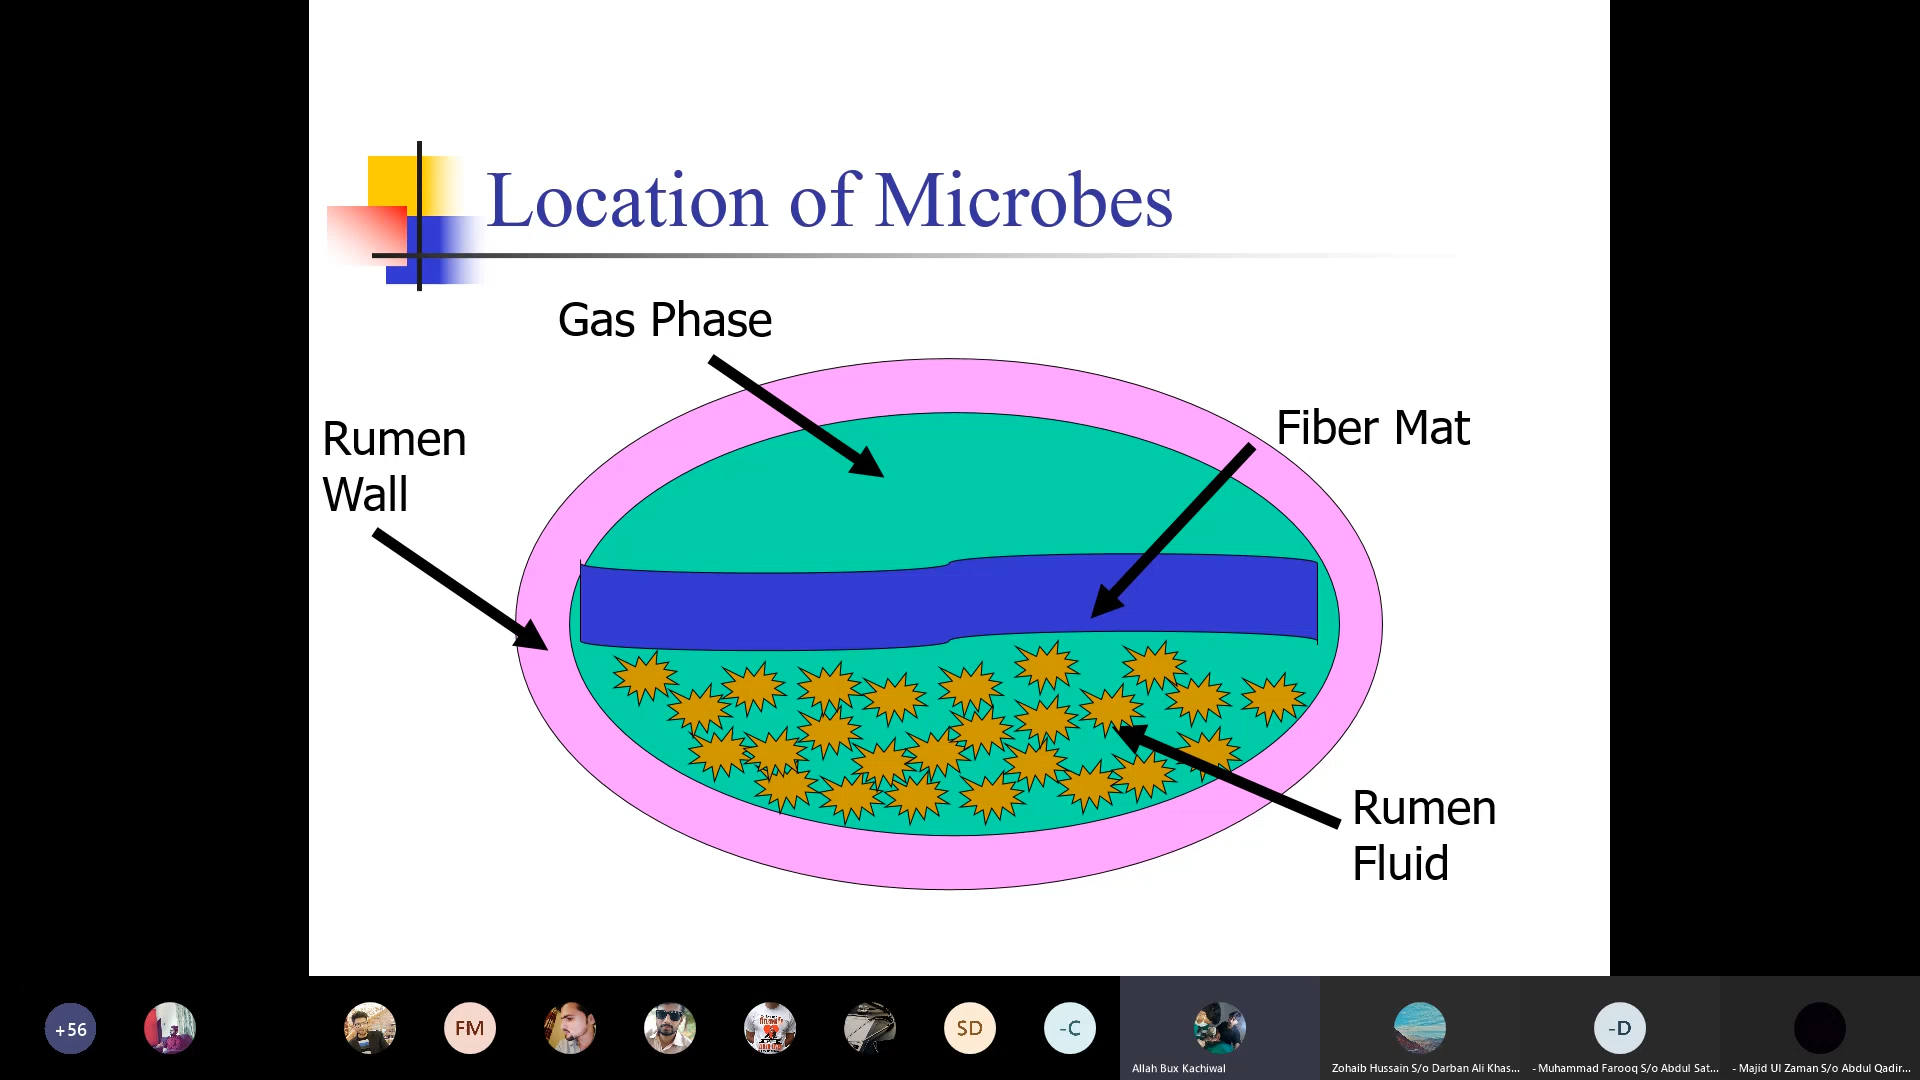 Location of Microbes
Gas Phase
Rumen
Wall
Fiber Mat
Rumen
Fluid
+56
FM
SD
-C
-D
Allah Bux Kachiwal
Zohaib Hussain S/o Darban Ali Khas...
- Muhammad Farooq S/o Abdul Sat...
- Majid Ul Zaman S/o Abdul Qadir...